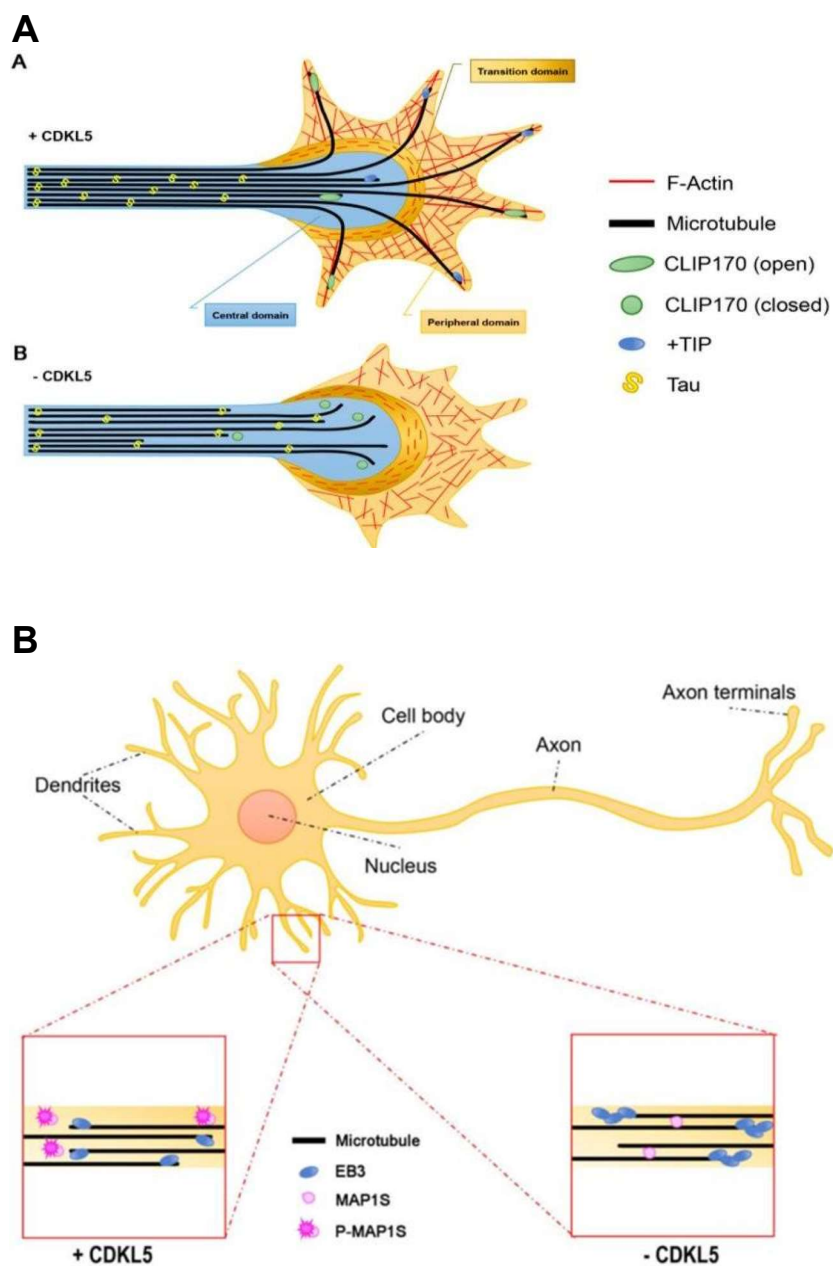 A
A
Transition domain
+ CDKL5
F-Actin
Microtubule
CLIP170 (open)
CLIP170 (closed)
+TIP
Tau
Central domain
Peripheral domain
B
- CDKL5
B
Axon terminals
Cell body
Axon
Dendrites
Nucleus
Microtubule
EB3
MAP1S
P-MAP1S
+ CDKL5
- CDKL5